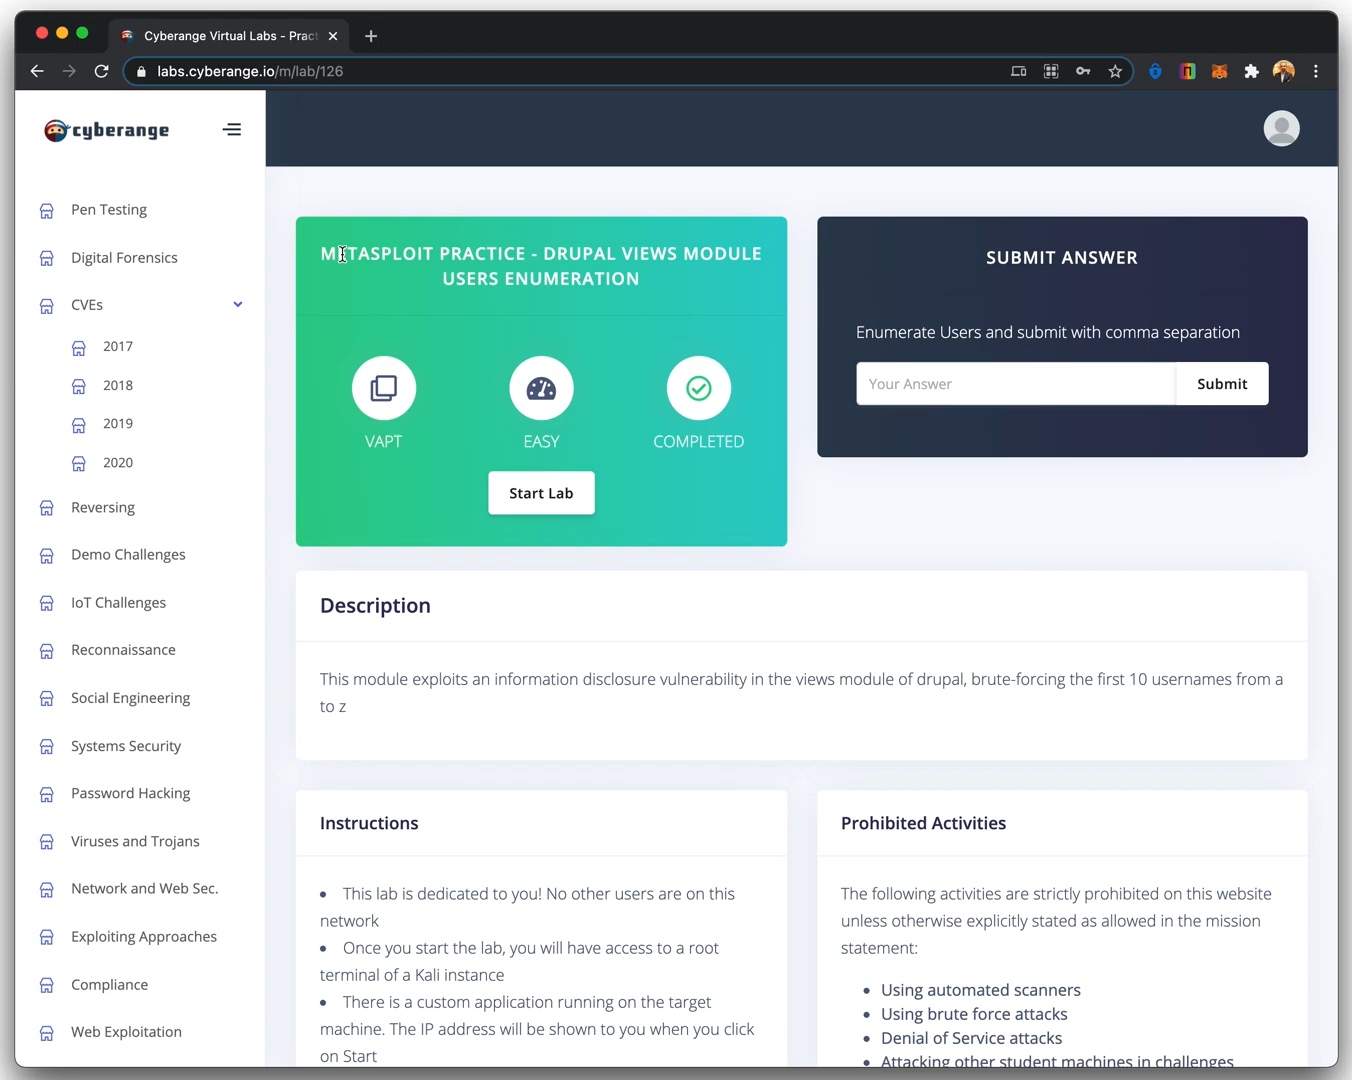 Cyberange Virtual Labs - Pract
labs.cyberange.io/m/lab/126
cyberange
Pen Testing
Digital Forensics
CVEs
2017
2018
2019
2020
Reversing
Demo Challenges
IoT Challenges
Reconnaissance
Social Engineering
Systems Security
Password Hacking
Viruses and Trojans
Network and Web Sec.
Exploiting Approaches
Compliance
Web Exploitation
METASPLOIT PRACTICE - DRUPAL VIEWS MODULE
USERS ENUMERATION
VAPT
EASY
COMPLETED
Start Lab
SUBMIT ANSWER
Enumerate Users and submit with comma separation
Your Answer
Submit
Description
This module exploits an information disclosure vulnerability in the views module of drupal, brute-forcing the first 10 usernames from a
to z
Instructions
• This lab is dedicated to you! No other users are on this
network
• Once you start the lab, you will have access to a root
terminal of a Kali instance
• There is a custom application running on the target
machine. The IP address will be shown to you when you click
on Start
Prohibited Activities
The following activities are strictly prohibited on this website
unless otherwise explicitly stated as allowed in the mission
statement:
• Using automated scanners
• Using brute force attacks
• Denial of Service attacks
• Attacking other student machines in challenges